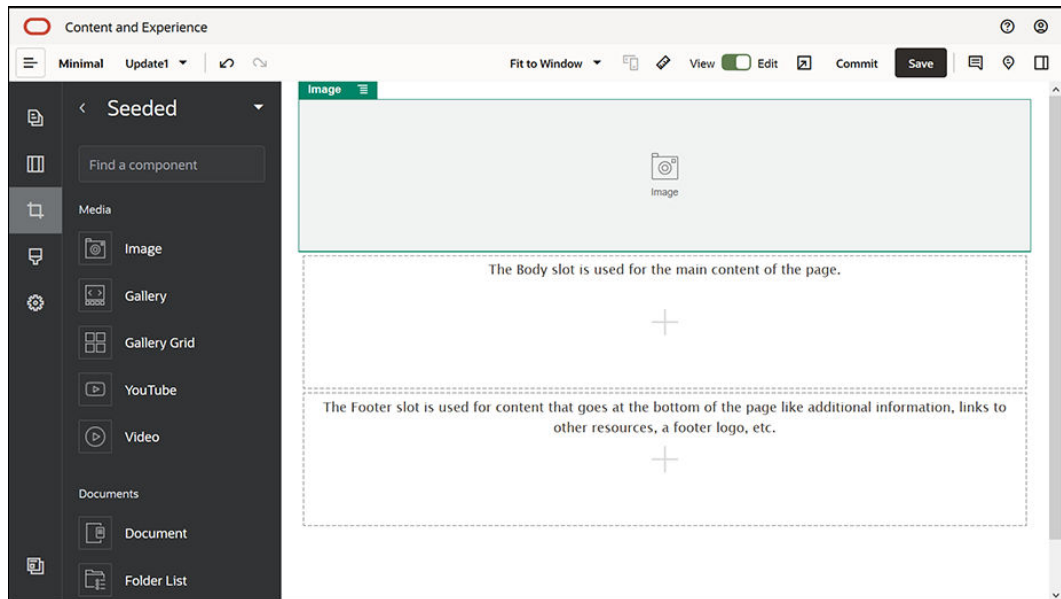 Content and Experience
Minimal Update1 Fit to Window View Edit Commit Save
Seeded
Find a component
Media
Image
Gallery
Gallery Grid
YouTube
Video
Documents
Document
Folder List
Image
Image
The Body slot is used for the main content of the page.
The Footer slot is used for content that goes at the bottom of the page like additional information, links to
other resources, a footer logo, etc.